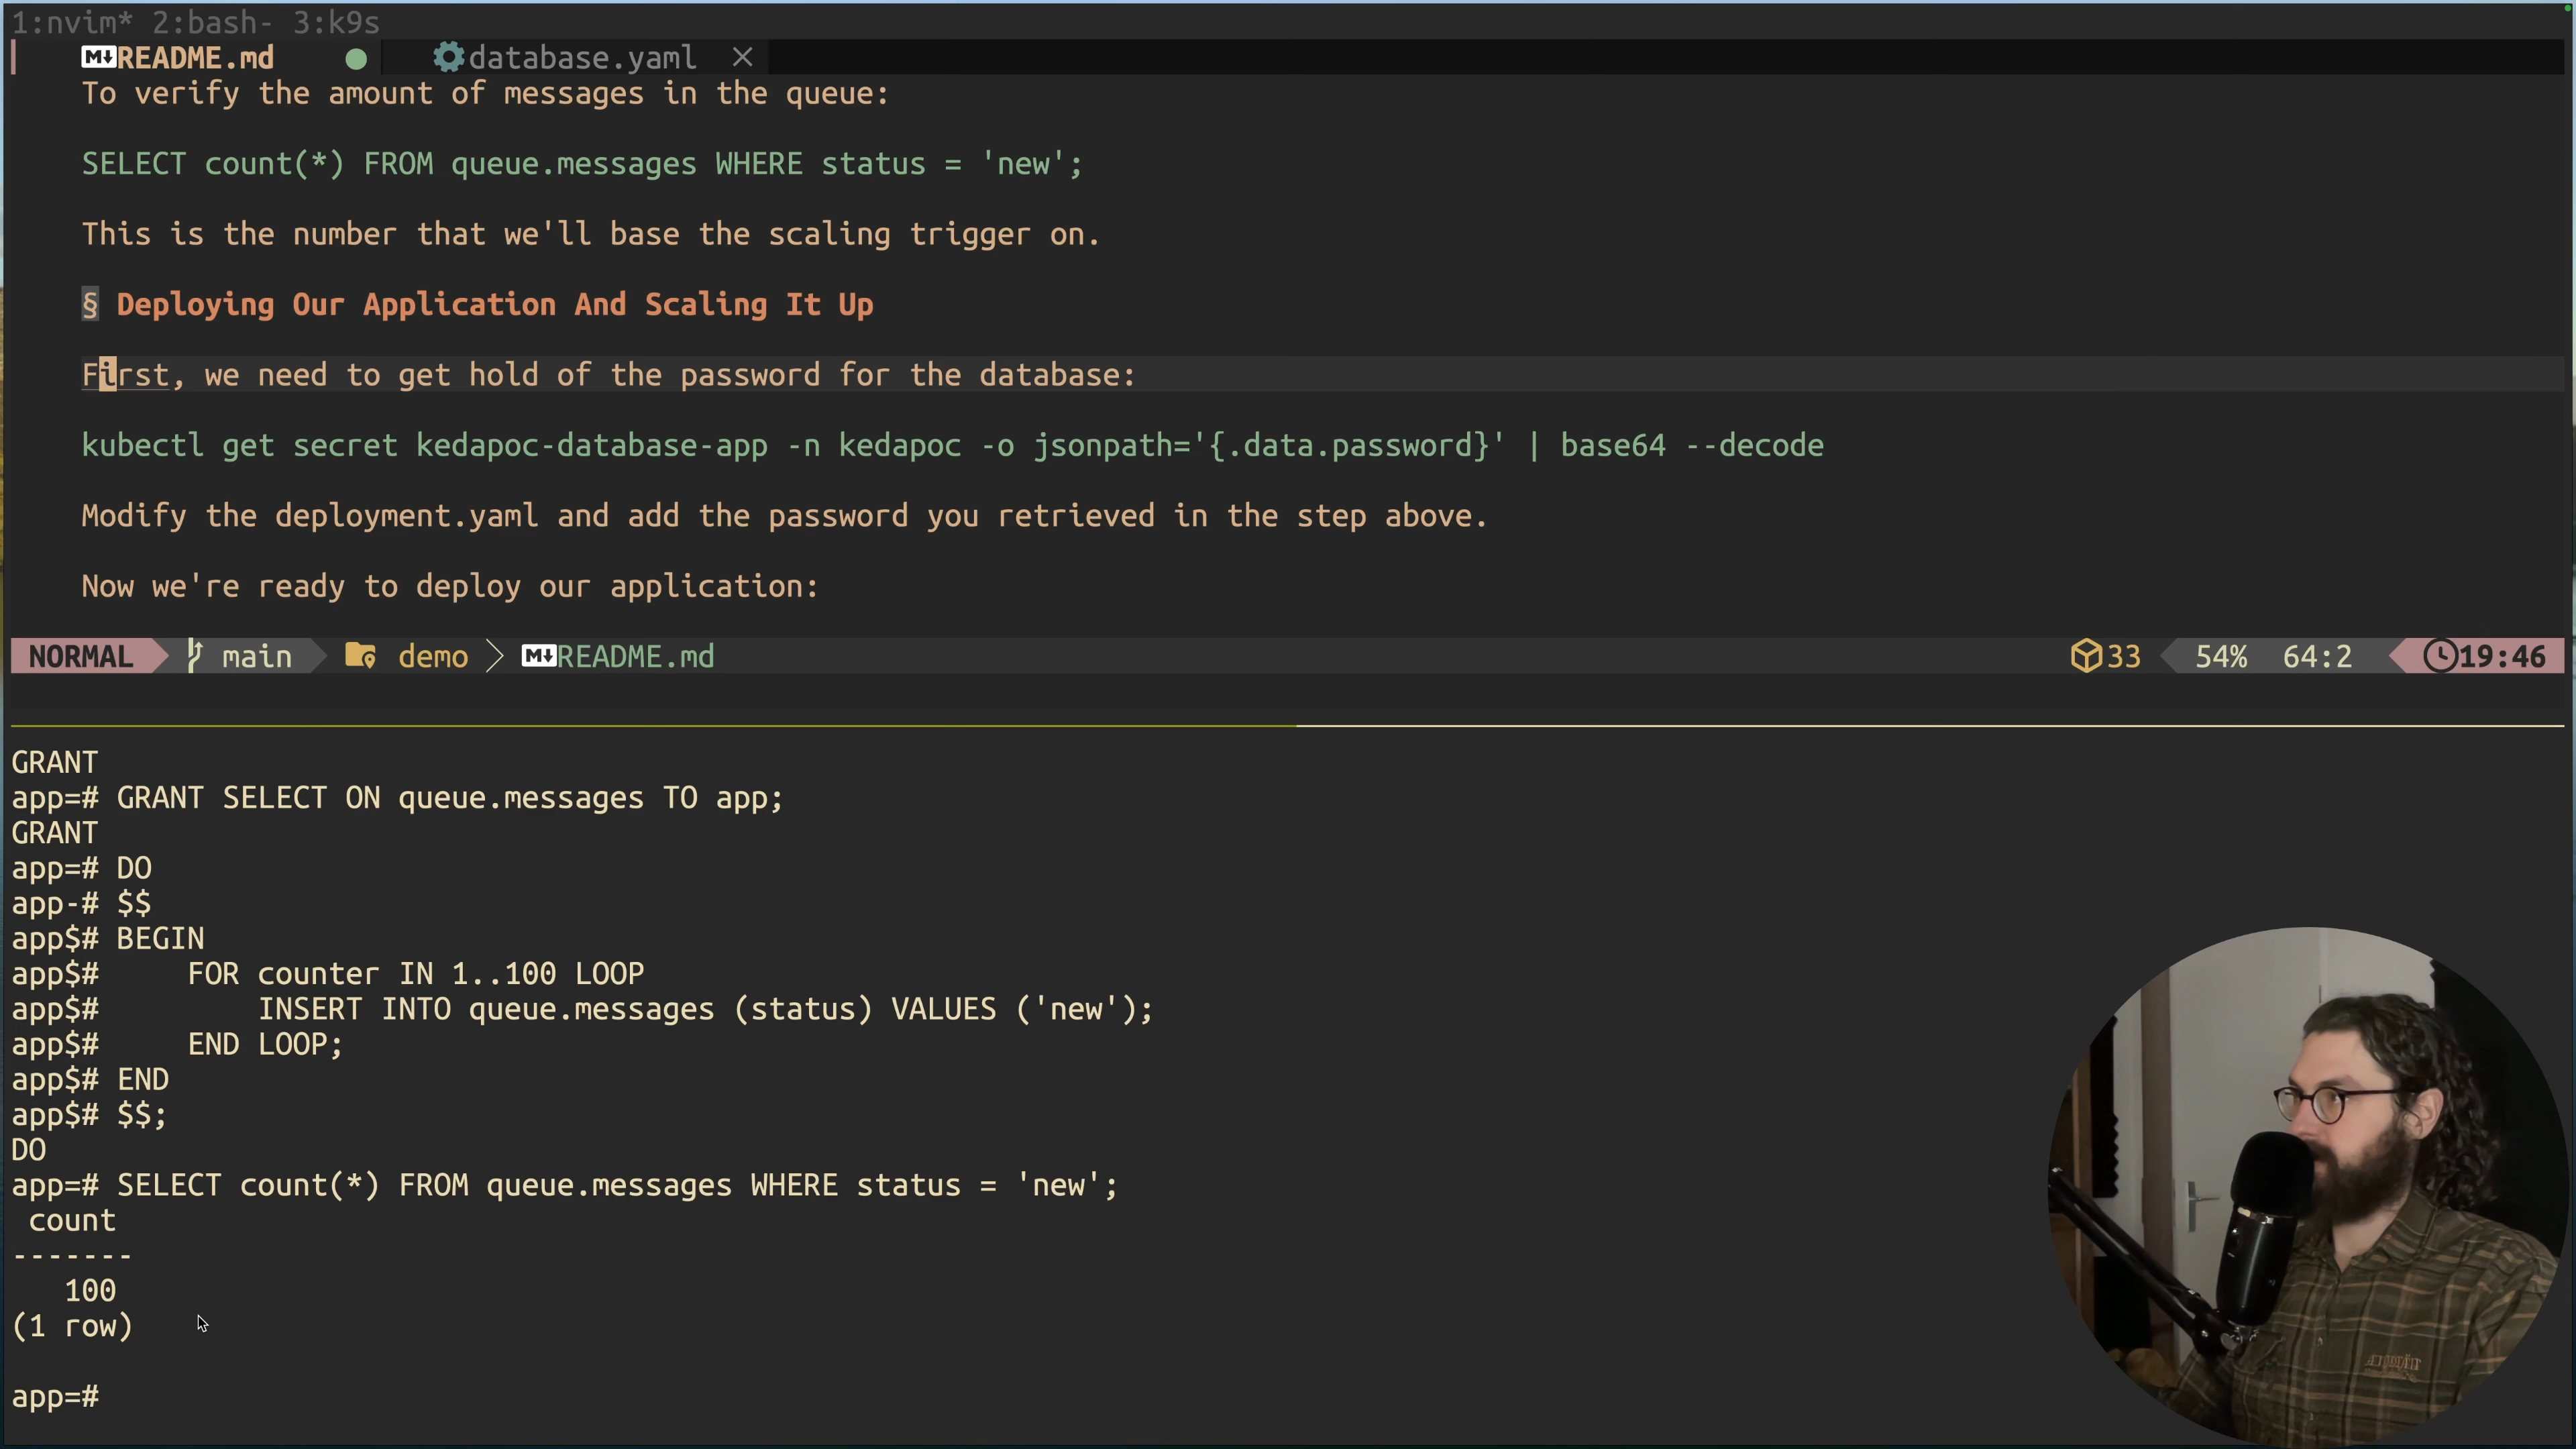 1:nvim* 2:bash- 3:k9s
README.md database.yaml
To verify the amount of messages in the queue:
SELECT count(*) FROM queue.messages WHERE status = 'new';
This is the number that we'll base the scaling trigger on.
§ Deploying Our Application And Scaling It Up
First, we need to get hold of the password for the database:
kubectl get secret kedapoc-database-app -n kedapoc -o jsonpath='{.data.password}' | base64 --decode
Modify the deployment.yaml and add the password you retrieved in the step above.
Now we're ready to deploy our application:
NORMAL main demo README.md 33 54% 64:2 19:46
GRANT
app=# GRANT SELECT ON queue.messages TO app;
GRANT
app=# DO
app-# $$
app$# BEGIN
app$#     FOR counter IN 1..100 LOOP
app$#         INSERT INTO queue.messages (status) VALUES ('new');
app$#     END LOOP;
app$# END
app$# $$;
DO
app=# SELECT count(*) FROM queue.messages WHERE status = 'new';
 count
-------
   100
(1 row)
app=#